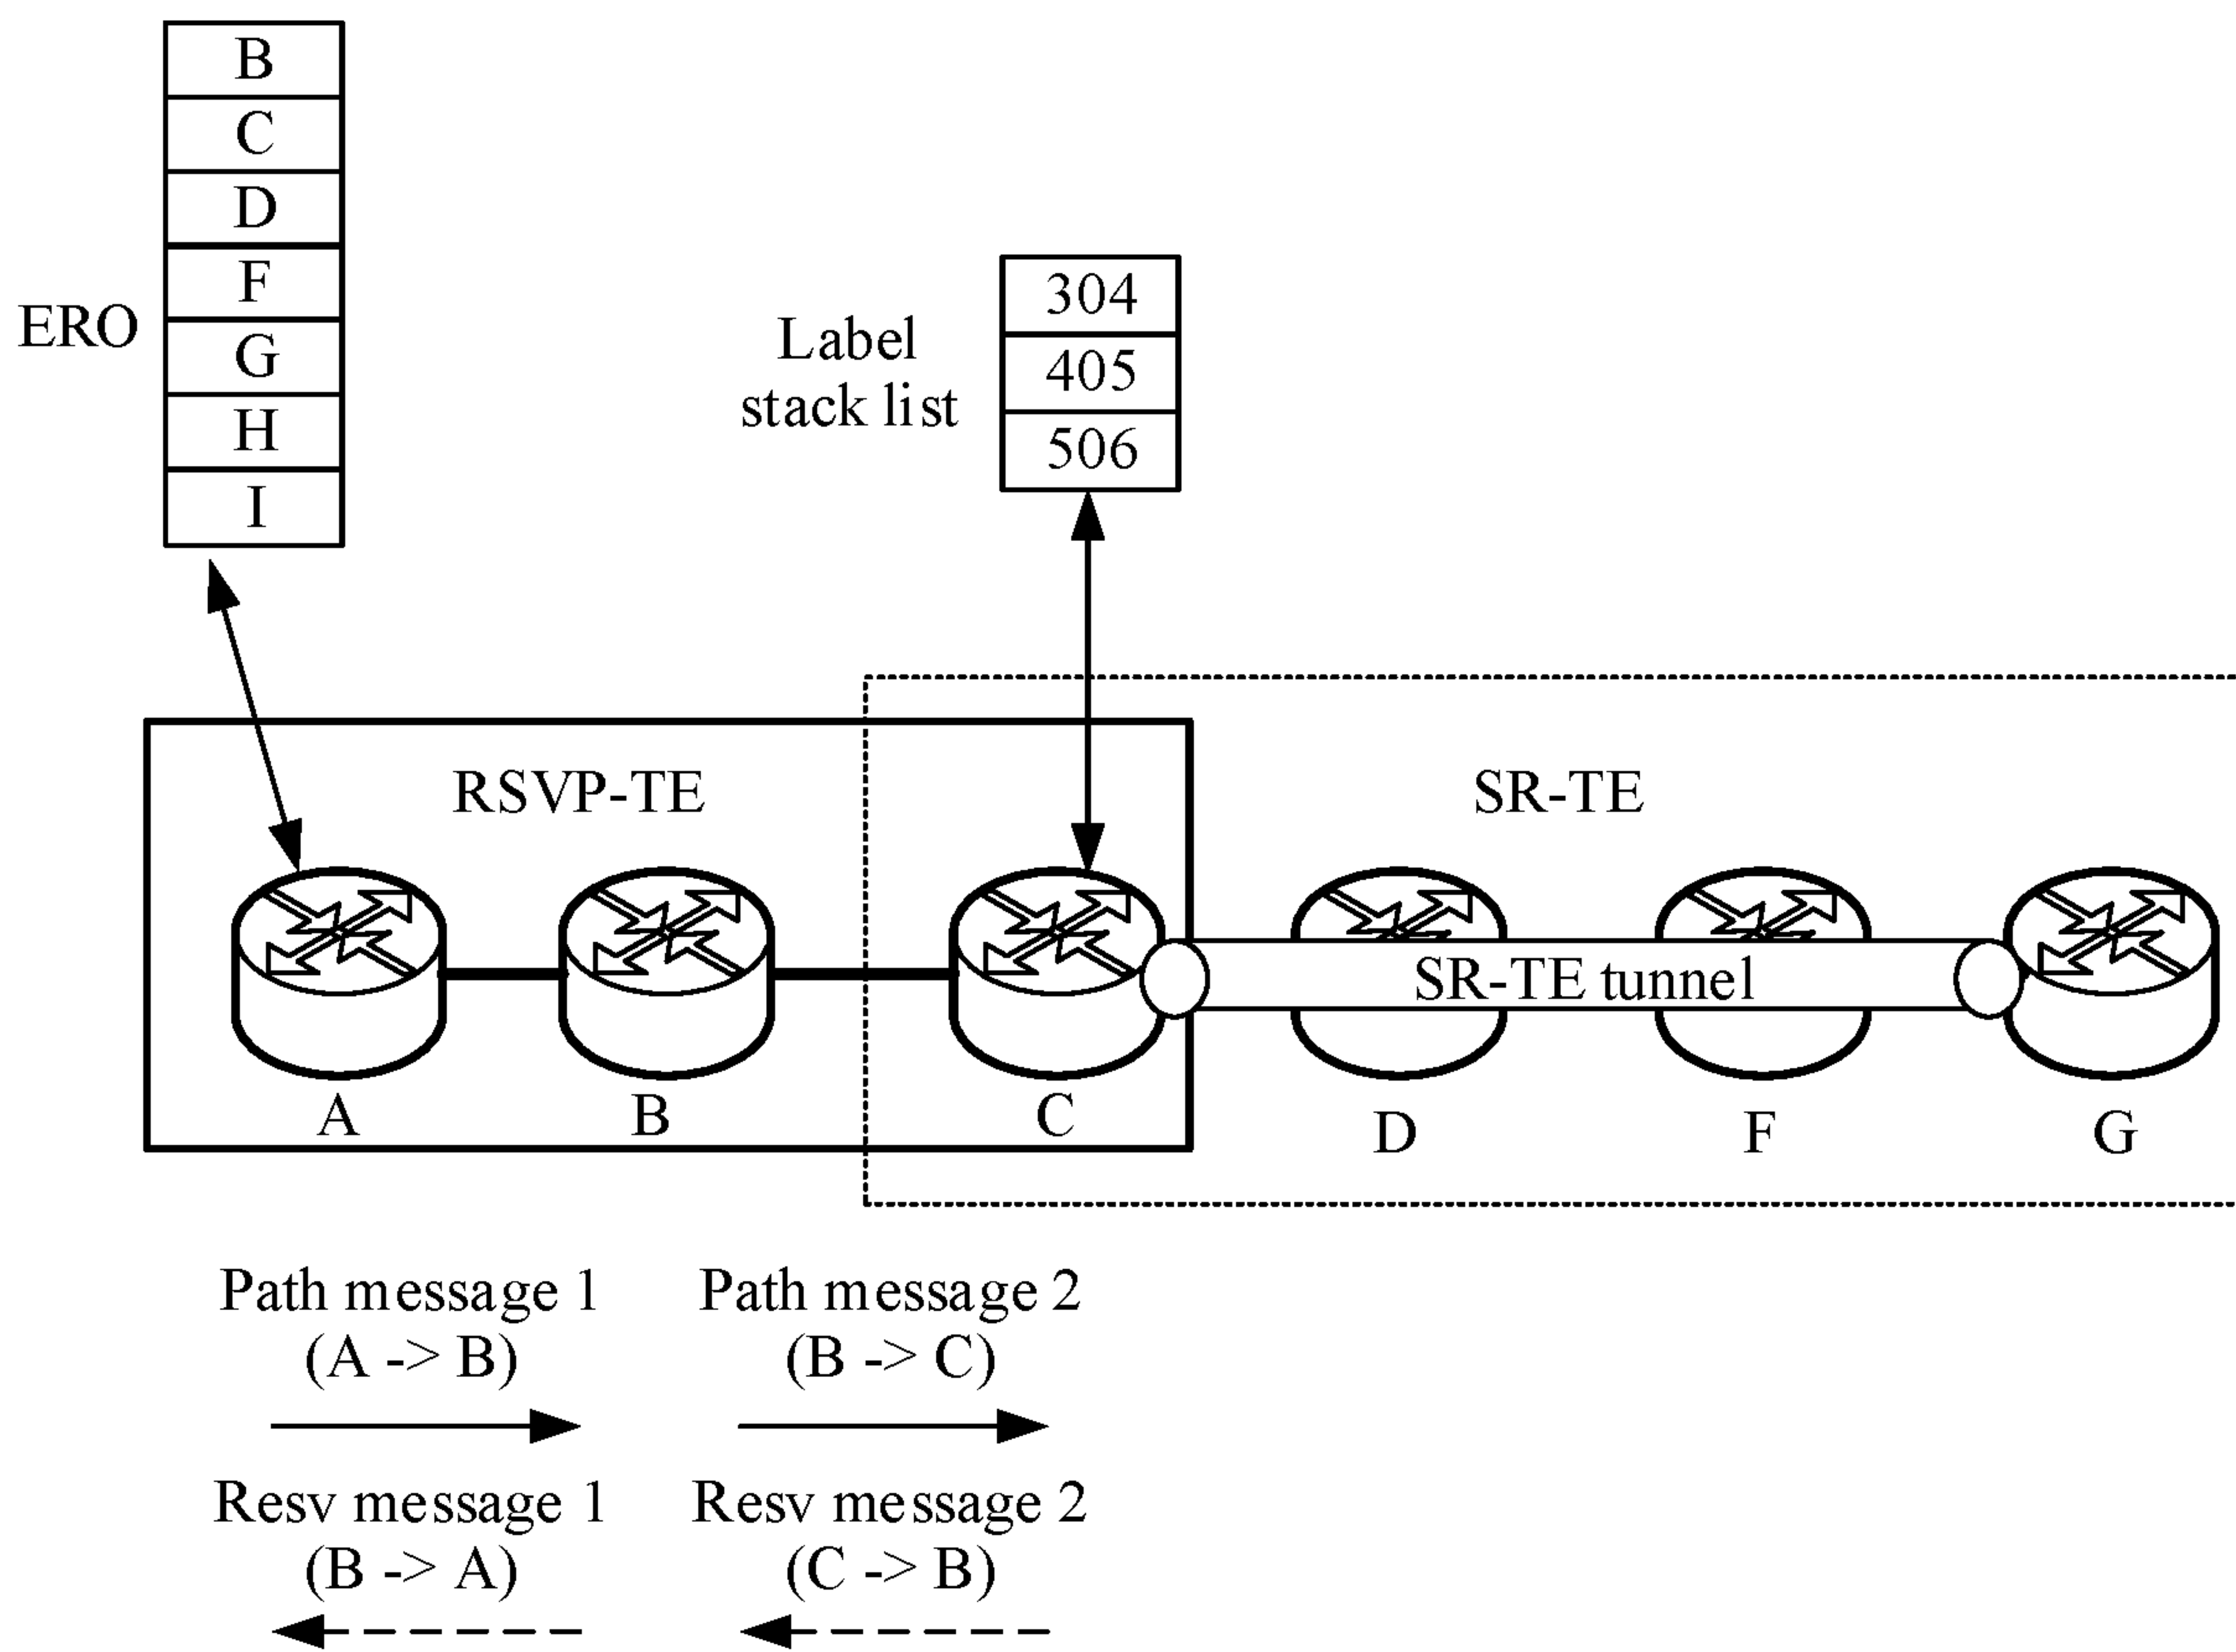 B
C
D
F
G
H
I
ERO
304
405
506
Label
stack list
RSVP-TE
SR-TE
SR-TE tunnel
A
B
C
D
F
G
Path message 1
(A -> B)
Path message 2
(B -> C)
Resv message 1
(B -> A)
Resv message 2
(C -> B)